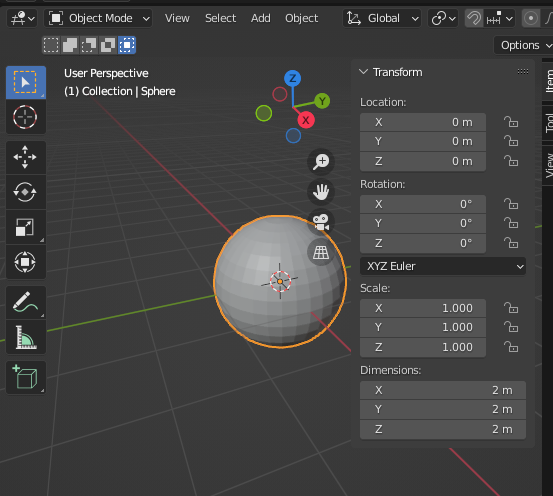 Object Mode View Select Add Object Global
Options
User Perspective
(1) Collection | Sphere
Z
Y
X
Transform
Location:
X 0 m
Y 0 m
Z 0 m
Rotation:
X 0°
Y 0°
Z 0°
XYZ Euler
Scale:
X 1.000
Y 1.000
Z 1.000
Dimensions:
X 2 m
Y 2 m
Z 2 m
Item
Tool
View